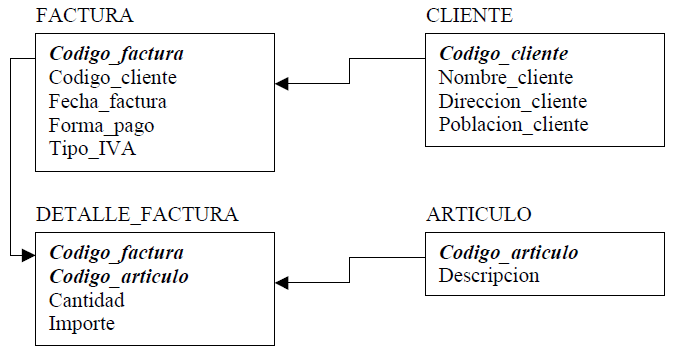 FACTURA
Codigo_factura
Codigo_cliente
Fecha_factura
Forma_pago
Tipo_IVA
CLIENTE
Codigo_cliente
Nombre_cliente
Direccion_cliente
Poblacion_cliente
DETALLE_FACTURA
Codigo_factura
Codigo_articulo
Cantidad
Importe
ARTICULO
Codigo_articulo
Descripcion